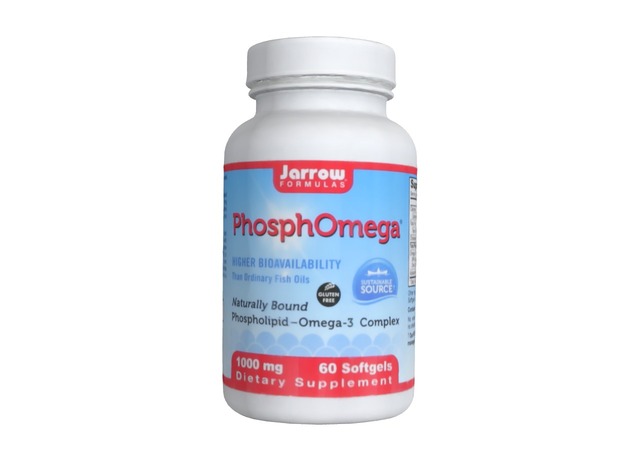 Jarrow
FORMULAS®
PhosphOmega®
HIGHER BIOAVAILABILITY
Than Ordinary Fish Oils
SUSTAINABLE
SOURCE™
GLUTEN
FREE
Naturally Bound
Phospholipid–Omega-3 Complex
1000 mg 60 Softgels
Dietary Supplement